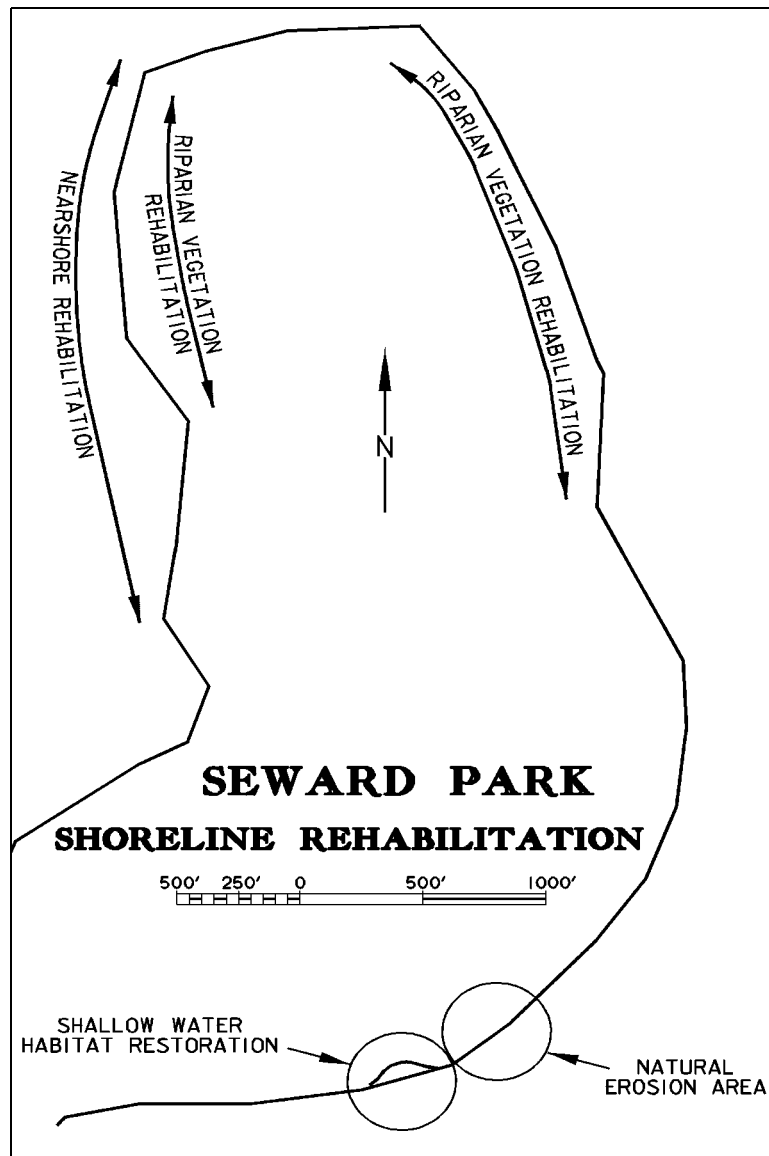 NEARSHORE REHABILITATION
RIPARIAN VEGETATION
REHABILITATION
RIPARIAN VEGETATION REHABILITATION
N
SEWARD PARK
SHORELINE REHABILITATION
500' 250' 0 500' 1000'
SHALLOW WATER
HABITAT RESTORATION
NATURAL
EROSION AREA